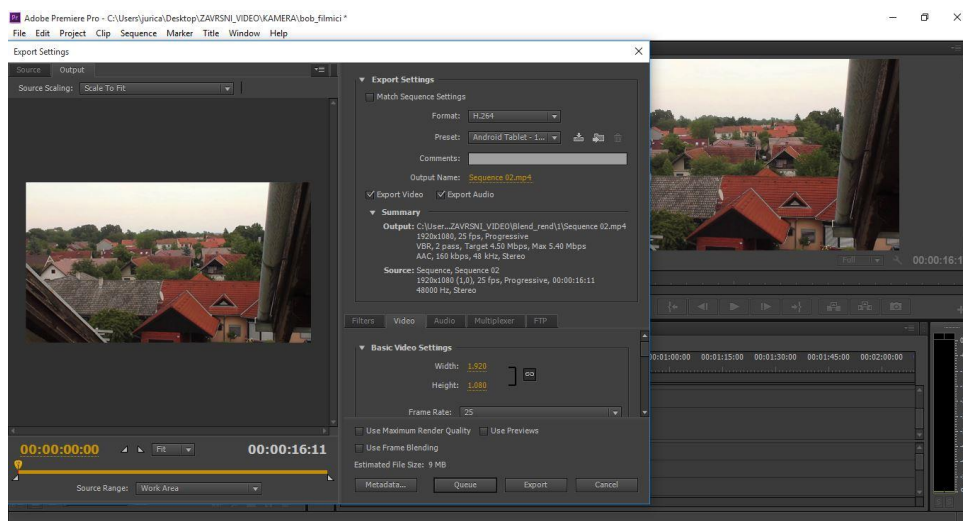 Adobe Premiere Pro - C:\Users\jurica\Desktop\ZAVRSNI_VIDEO\KAMERA\bob_filmici *
File Edit Project Clip Sequence Marker Title Window Help
Export Settings
Source Output
Source Scaling: Scale To Fit
Export Settings
Match Sequence Settings
Format: H.264
Preset: Android Tablet - 1...
Comments:
Output Name: Sequence 02.mp4
Export Video Export Audio
Summary
Output: C:\User...ZAVRSNI_VIDEO\Blend_rend\1\Sequence 02.mp4
1920x1080, 25 fps, Progressive
VBR, 2 pass, Target 4.50 Mbps, Max 5.40 Mbps
AAC, 160 kbps, 48 kHz, Stereo
Source: Sequence, Sequence 02
1920x1080 (1,0), 25 fps, Progressive, 00:00:16:11
48000 Hz, Stereo
Filters Video Audio Multiplexer FTP
Basic Video Settings
Width: 1.920
Height: 1.080
Frame Rate: 25
Use Maximum Render Quality Use Previews
Use Frame Blending
Estimated File Size: 9 MB
Metadata... Queue Export Cancel
00:00:00:00 Fit 00:00:16:11
Source Range: Work Area
Full 00:00:16:1
00:01:00:00 00:01:15:00 00:01:30:00 00:01:45:00 00:02:00:00